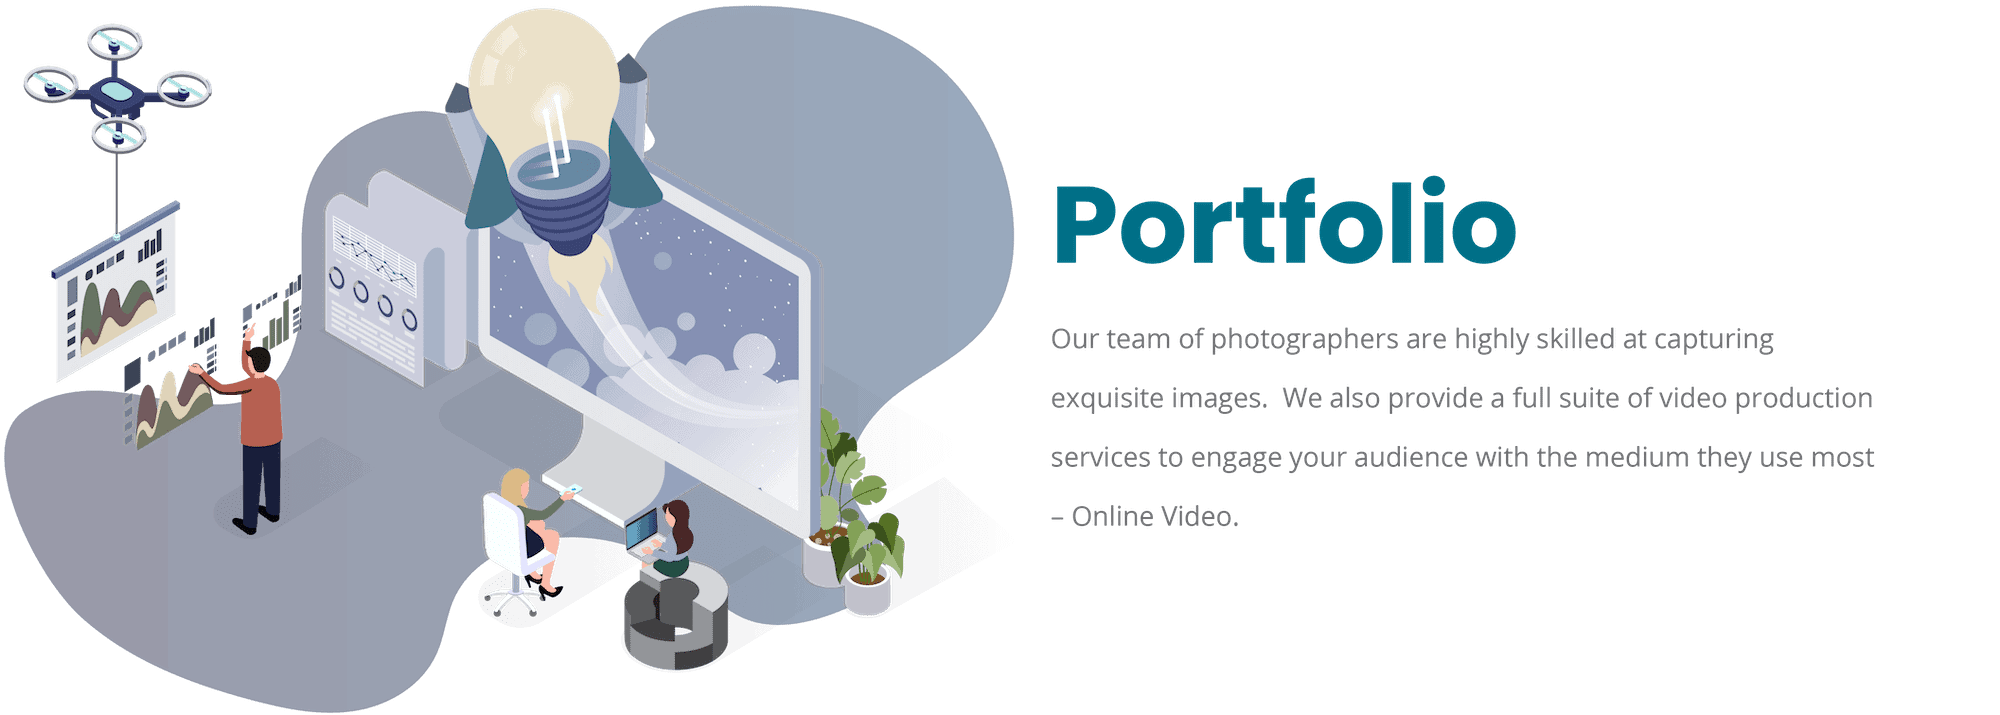 Portfolio
Our team of photographers are highly skilled at capturing
exquisite images.  We also provide a full suite of video production
services to engage your audience with the medium they use most
– Online Video.